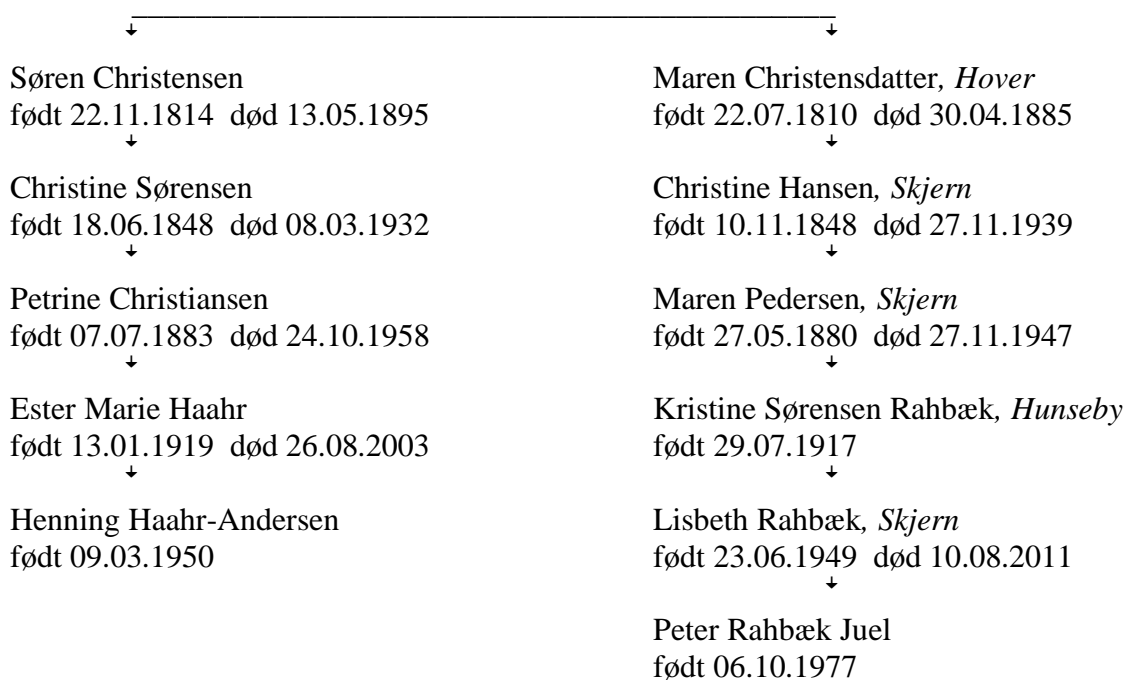 Søren Christensen
født 22.11.1814 død 13.05.1895
Christine Sørensen
født 18.06.1848 død 08.03.1932
Petrine Christiansen
født 07.07.1883 død 24.10.1958
Ester Marie Haahr
født 13.01.1919 død 26.08.2003
Henning Haahr-Andersen
født 09.03.1950
Maren Christensdatter, Hover
født 22.07.1810 død 30.04.1885
Christine Hansen, Skjern
født 10.11.1848 død 27.11.1939
Maren Pedersen, Skjern
født 27.05.1880 død 27.11.1947
Kristine Sørensen Rahbæk, Hunseby
født 29.07.1917
Lisbeth Rahbæk, Skjern
født 23.06.1949 død 10.08.2011
Peter Rahbæk Juel
født 06.10.1977